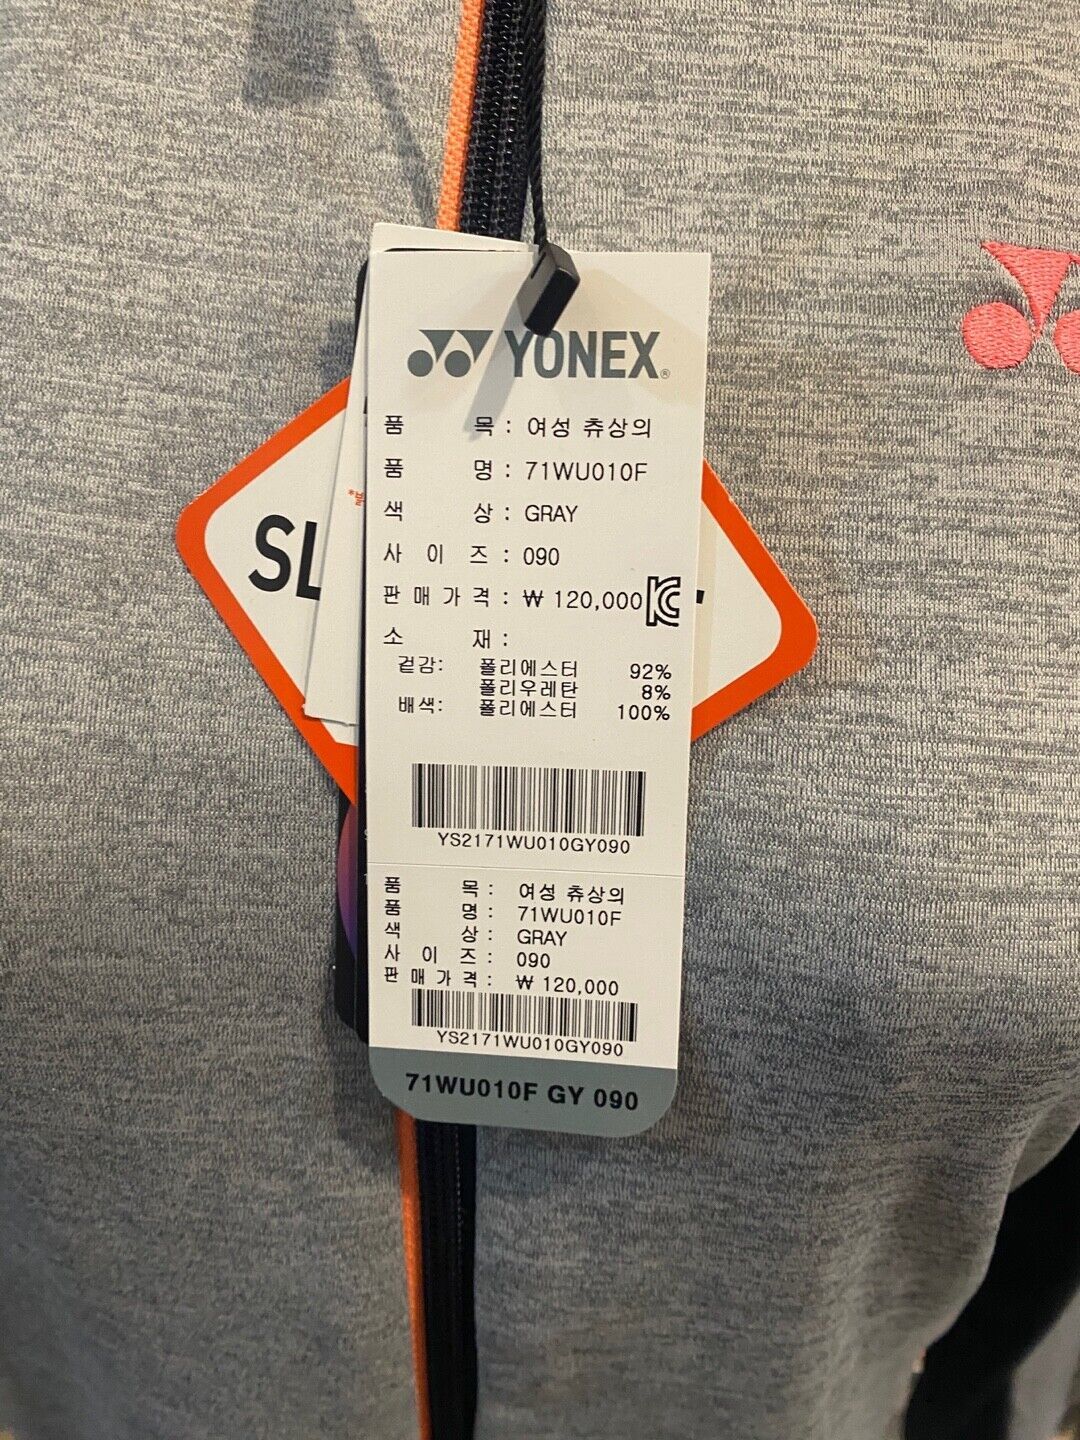 YONEX®
품 목 : 여성 츄상의
품 명 : 71WU010F
색 상 : GRAY
사 이 즈 : 090
판 매 가 격 : ₩ 120,000
소 재 :
겉감: 폴리에스터 92%
폴리우레탄 8%
배색: 폴리에스터 100%
YS2171WU010GY090
품 목 : 여성 츄상의
품 명 : 71WU010F
색 상 : GRAY
사 이 즈 : 090
판 매 가 격 : ₩ 120,000
YS2171WU010GY090
71WU010F GY 090
SL